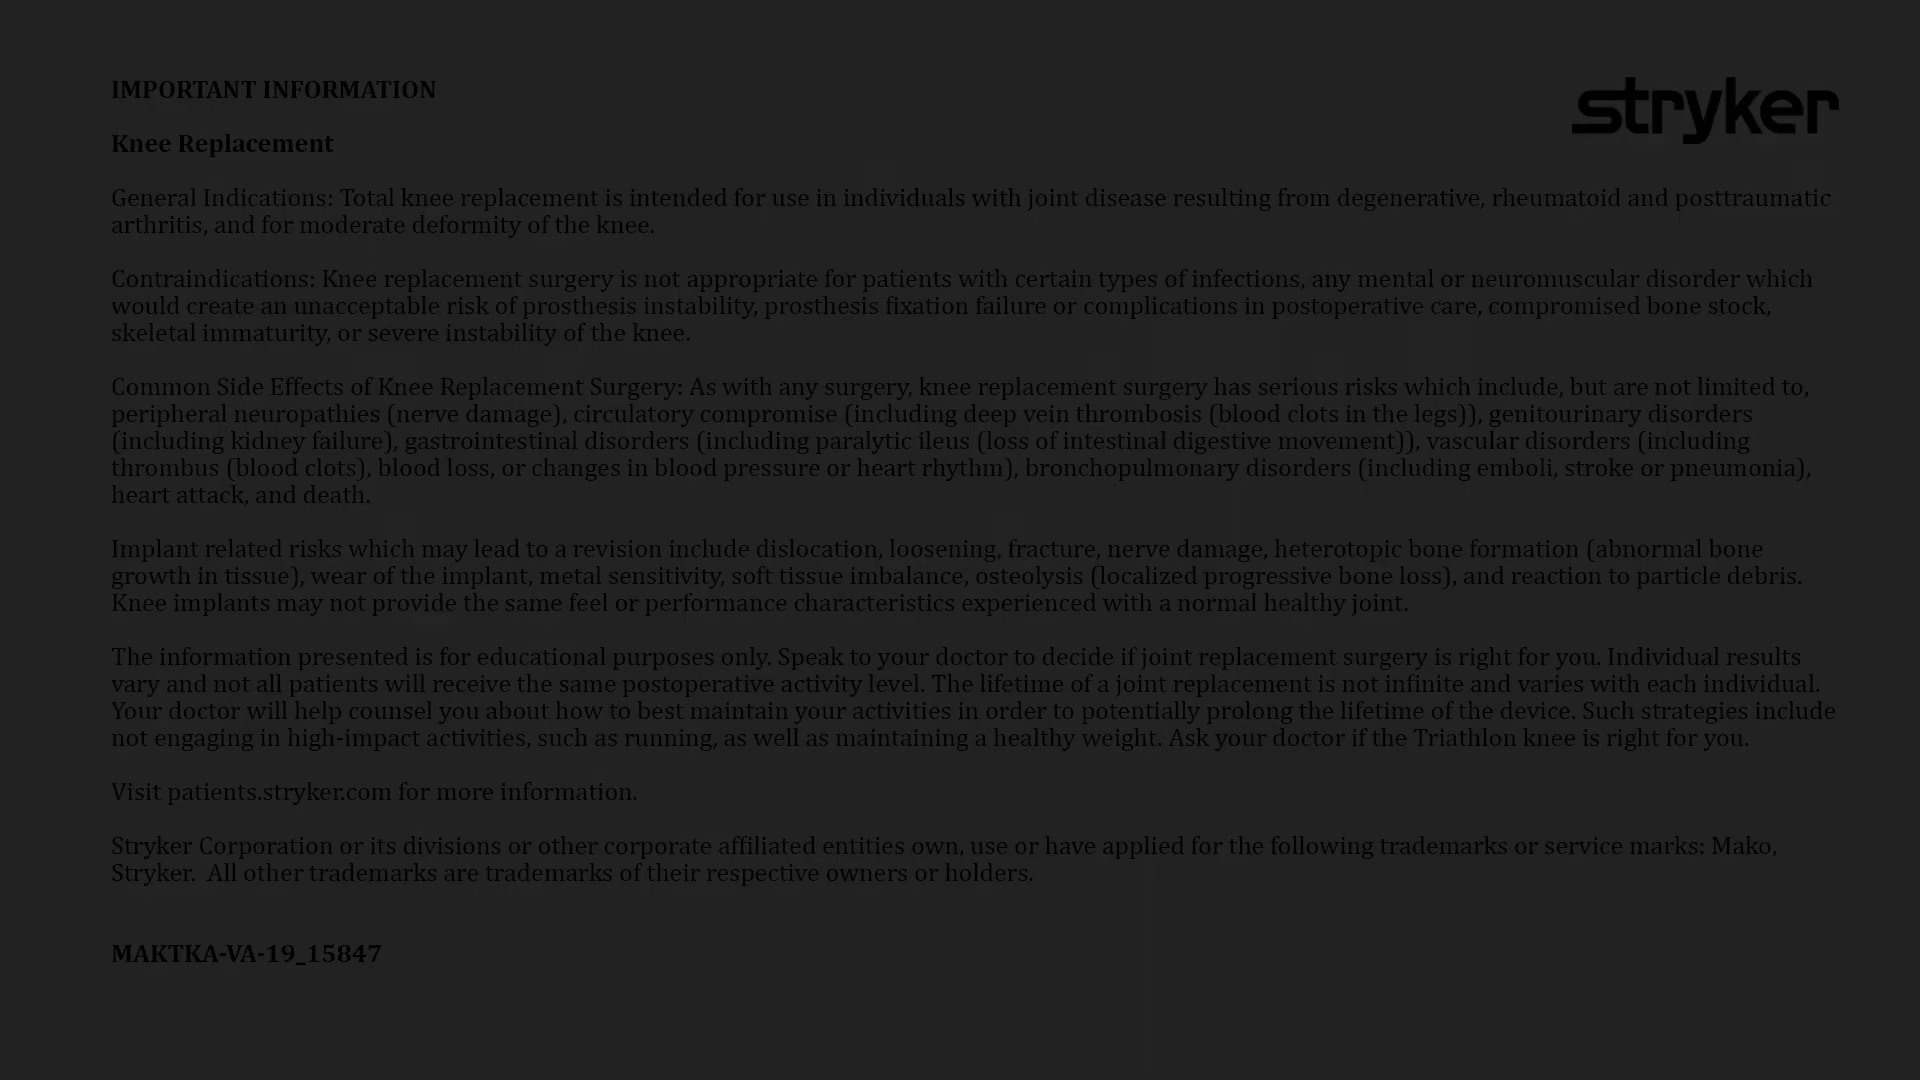 IMPORTANT INFORMATION
stryker
Knee Replacement
General Indications: Total knee replacement is intended for use in individuals with joint disease resulting from degenerative, rheumatoid and posttraumatic
arthritis, and for moderate deformity of the knee.
Contraindications: Knee replacement surgery is not appropriate for patients with certain types of infections, any mental or neuromuscular disorder which
would create an unacceptable risk of prosthesis instability, prosthesis fixation failure or complications in postoperative care, compromised bone stock,
skeletal immaturity, or severe instability of the knee.
Common Side Effects of Knee Replacement Surgery: As with any surgery, knee replacement surgery has serious risks which include, but are not limited to,
peripheral neuropathies (nerve damage), circulatory compromise (including deep vein thrombosis (blood clots in the legs)), genitourinary disorders
(including kidney failure), gastrointestinal disorders (including paralytic ileus (loss of intestinal digestive movement)), vascular disorders (including
thrombus (blood clots), blood loss, or changes in blood pressure or heart rhythm), bronchopulmonary disorders (including emboli, stroke or pneumonia),
heart attack, and death.
Implant related risks which may lead to a revision include dislocation, loosening, fracture, nerve damage, heterotopic bone formation (abnormal bone
growth in tissue), wear of the implant, metal sensitivity, soft tissue imbalance, osteolysis (localized progressive bone loss), and reaction to particle debris.
Knee implants may not provide the same feel or performance characteristics experienced with a normal healthy joint.
The information presented is for educational purposes only. Speak to your doctor to decide if joint replacement surgery is right for you. Individual results
vary and not all patients will receive the same postoperative activity level. The lifetime of a joint replacement is not infinite and varies with each individual.
Your doctor will help counsel you about how to best maintain your activities in order to potentially prolong the lifetime of the device. Such strategies include
not engaging in high-impact activities, such as running, as well as maintaining a healthy weight. Ask your doctor if the Triathlon knee is right for you.
Visit patients.stryker.com for more information.
Stryker Corporation or its divisions or other corporate affiliated entities own, use or have applied for the following trademarks or service marks: Mako,
Stryker.  All other trademarks are trademarks of their respective owners or holders.
MAKTKA-VA-19_15847